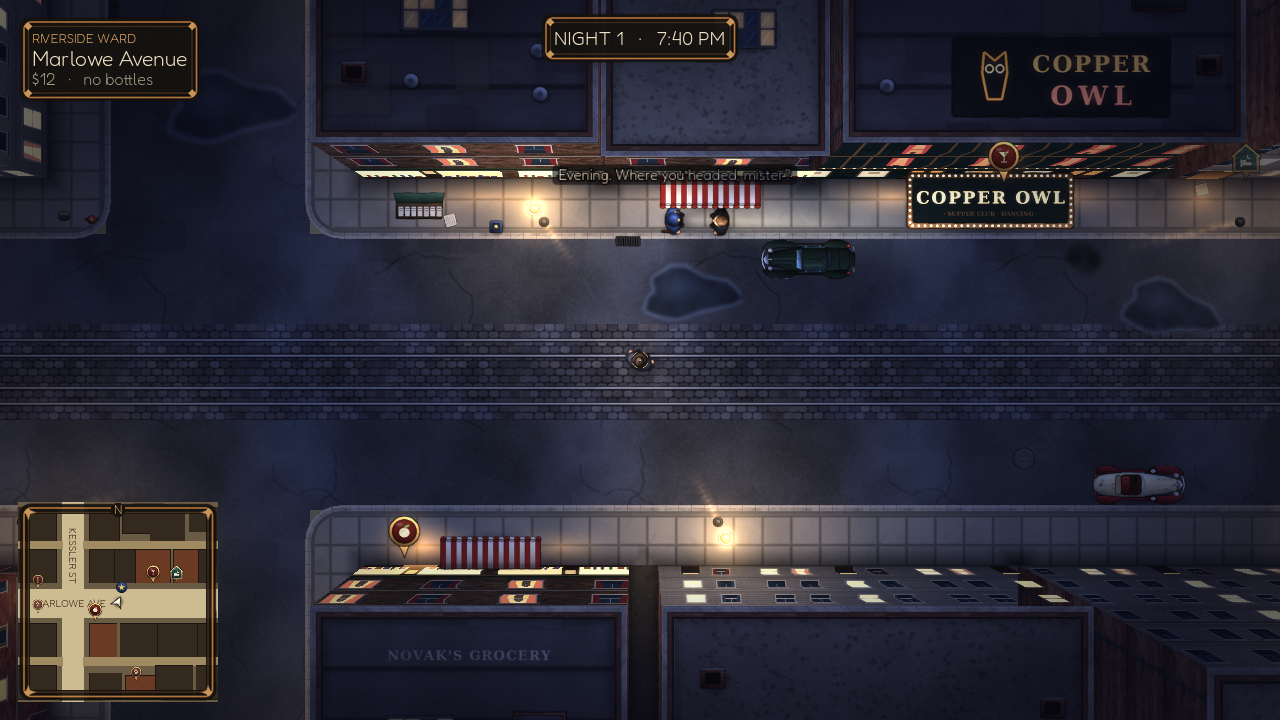 RIVERSIDE WARD
Marlowe Avenue
$12 · no bottles
NIGHT 1 · 7:40 PM
COPPER
OWL
Evening. Where you headed, mister?
COPPER OWL
· SUPPER CLUB · DANCING ·
N
KESSLER ST
MARLOWE AVE
NOVAK'S GROCERY